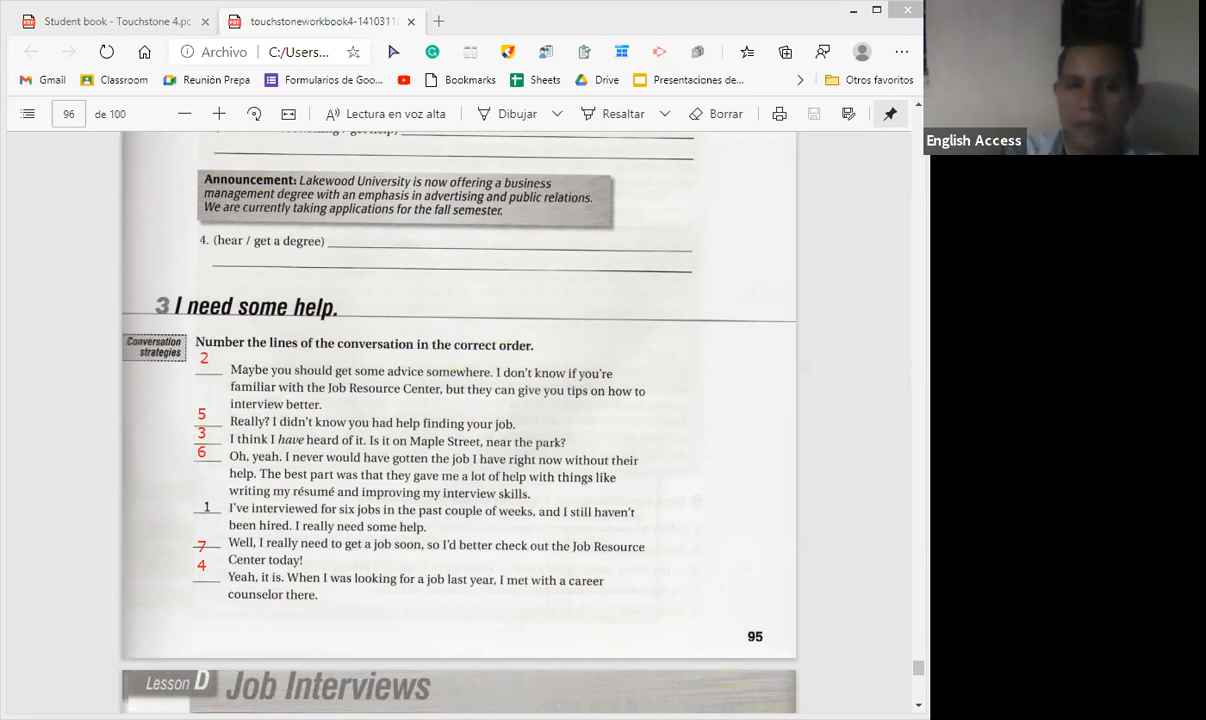 Student book - Touchstone 4.pc
touchstoneworkbook4-1410311
Archivo
C:/Users...
Gmail
Classroom
Reunión Prepa
Formularios de Goo...
Bookmarks
Sheets
Drive
Presentaciones de...
Otros favoritos
96
de 100
Lectura en voz alta
Dibujar
Resaltar
Borrar
English Access
get help)
Announcement: Lakewood University is now offering a business
management degree with an emphasis in advertising and public relations.
We are currently taking applications for the fall semester.
4. (hear / get a degree)
3 I need some help.
Conversation
strategies
Number the lines of the conversation in the correct order.
2
Maybe you should get some advice somewhere. I don't know if you're
familiar with the Job Resource Center, but they can give you tips on how to
interview better.
5
Really? I didn't know you had help finding your job.
3
I think I have heard of it. Is it on Maple Street, near the park?
6
Oh, yeah. I never would have gotten the job I have right now without their
help. The best part was that they gave me a lot of help with things like
writing my résumé and improving my interview skills.
1
I've interviewed for six jobs in the past couple of weeks, and I still haven't
been hired. I really need some help.
7
Well, I really need to get a job soon, so I'd better check out the Job Resource
Center today!
4
Yeah, it is. When I was looking for a job last year, I met with a career
counselor there.
95
Lesson D Job Interviews